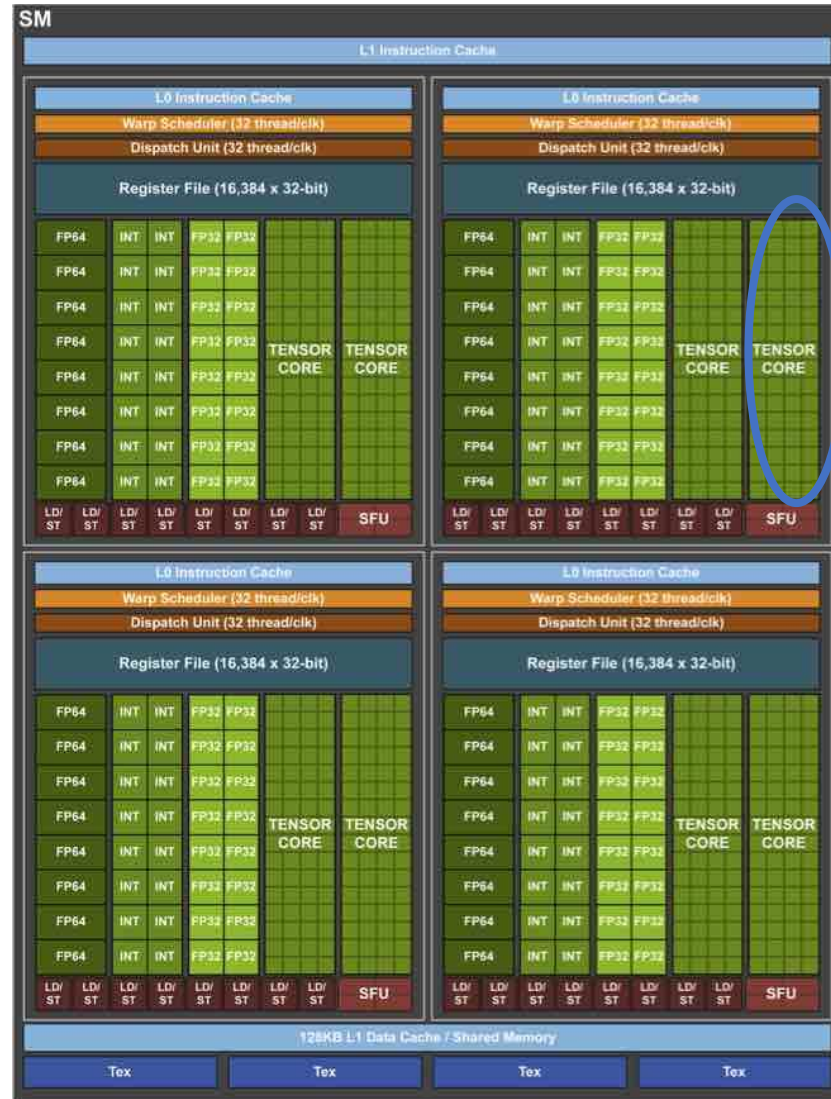 SM
L1 Instruction Cache
L0 Instruction Cache
Warp Scheduler (32 thread/clk)
Dispatch Unit (32 thread/clk)
Register File (16,384 x 32-bit)
FP64 INT INT FP32 FP32
FP64 INT INT FP32 FP32
FP64 INT INT FP32 FP32
FP64 INT INT FP32 FP32
TENSOR CORE
TENSOR CORE
FP64 INT INT FP32 FP32
FP64 INT INT FP32 FP32
FP64 INT INT FP32 FP32
FP64 INT INT FP32 FP32
LD/ST LD/ST LD/ST LD/ST LD/ST LD/ST LD/ST LD/ST SFU
L0 Instruction Cache
Warp Scheduler (32 thread/clk)
Dispatch Unit (32 thread/clk)
Register File (16,384 x 32-bit)
FP64 INT INT FP32 FP32
FP64 INT INT FP32 FP32
FP64 INT INT FP32 FP32
FP64 INT INT FP32 FP32
TENSOR CORE
TENSOR CORE
FP64 INT INT FP32 FP32
FP64 INT INT FP32 FP32
FP64 INT INT FP32 FP32
FP64 INT INT FP32 FP32
LD/ST LD/ST LD/ST LD/ST LD/ST LD/ST LD/ST LD/ST SFU
L0 Instruction Cache
Warp Scheduler (32 thread/clk)
Dispatch Unit (32 thread/clk)
Register File (16,384 x 32-bit)
FP64 INT INT FP32 FP32
FP64 INT INT FP32 FP32
FP64 INT INT FP32 FP32
FP64 INT INT FP32 FP32
TENSOR CORE
TENSOR CORE
FP64 INT INT FP32 FP32
FP64 INT INT FP32 FP32
FP64 INT INT FP32 FP32
FP64 INT INT FP32 FP32
LD/ST LD/ST LD/ST LD/ST LD/ST LD/ST LD/ST LD/ST SFU
L0 Instruction Cache
Warp Scheduler (32 thread/clk)
Dispatch Unit (32 thread/clk)
Register File (16,384 x 32-bit)
FP64 INT INT FP32 FP32
FP64 INT INT FP32 FP32
FP64 INT INT FP32 FP32
FP64 INT INT FP32 FP32
TENSOR CORE
TENSOR CORE
FP64 INT INT FP32 FP32
FP64 INT INT FP32 FP32
FP64 INT INT FP32 FP32
FP64 INT INT FP32 FP32
LD/ST LD/ST LD/ST LD/ST LD/ST LD/ST LD/ST LD/ST SFU
128KB L1 Data Cache / Shared Memory
Tex Tex Tex Tex